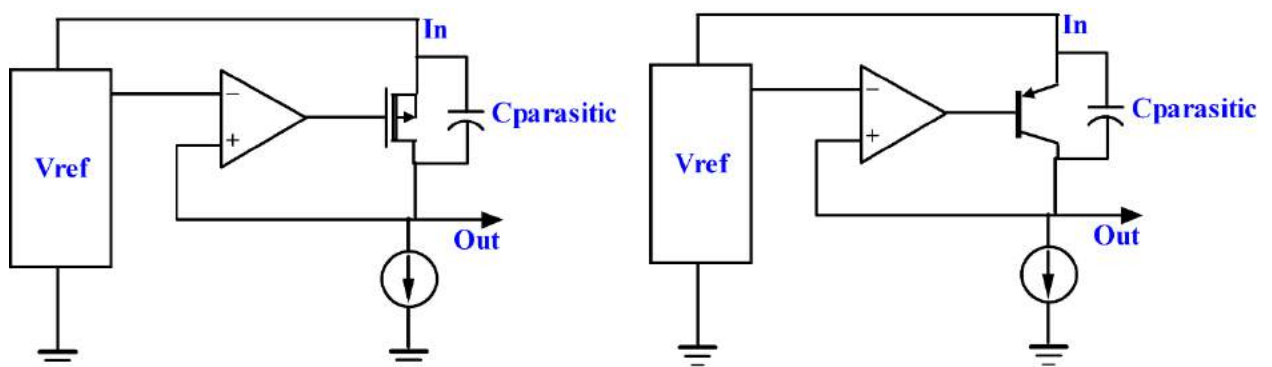 In
−
+
Cparasitic
Vref
Out
In
−
+
Cparasitic
Vref
Out